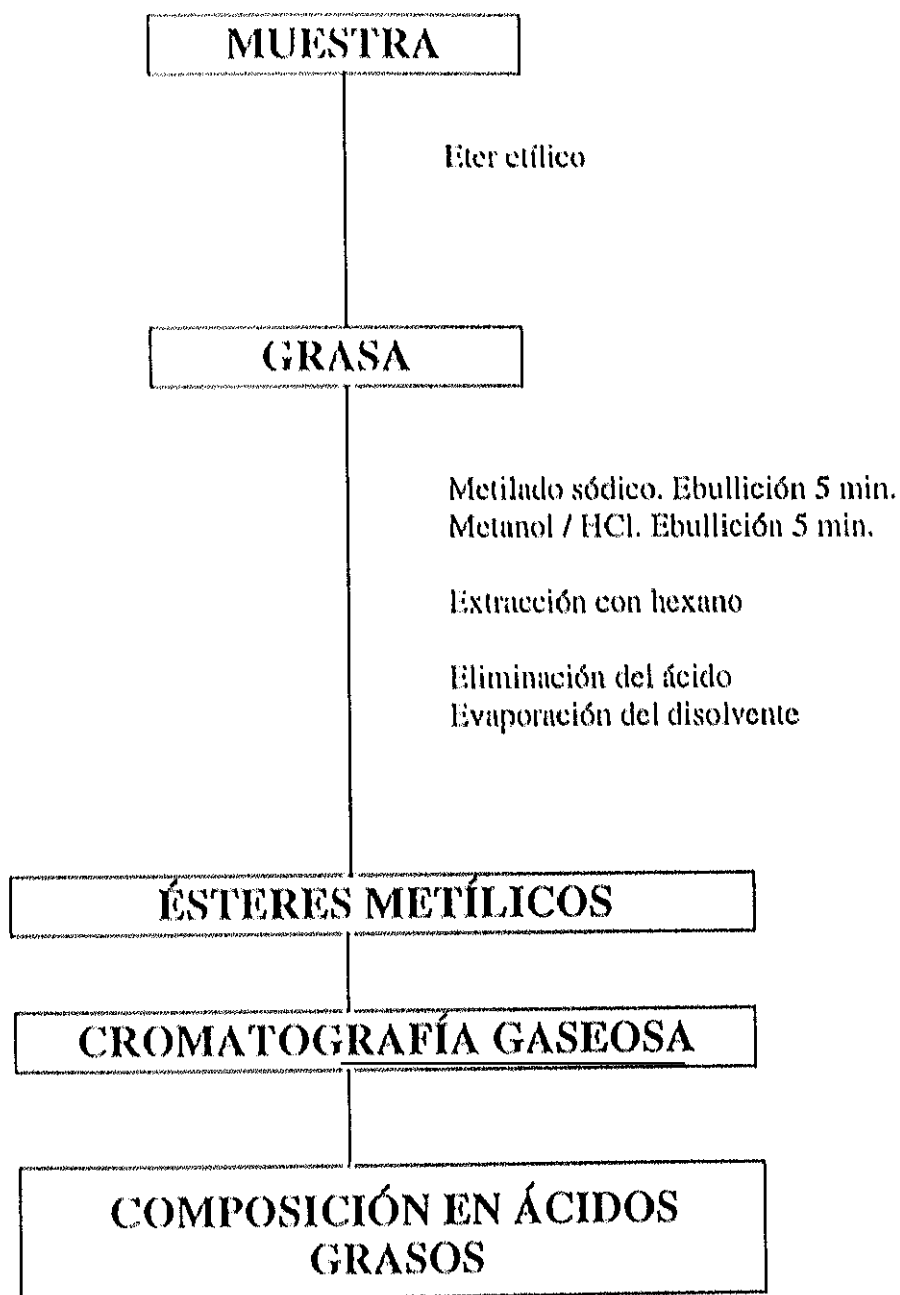 MUESTRA
Eter etílico
GRASA
Metilado sódico. Ebullición 5 min.
Metanol / HCl. Ebullición 5 min.
Extracción con hexano
Eliminación del ácido
Evaporación del disolvente
ÉSTERES METÍLICOS
CROMATOGRAFÍA GASEOSA
COMPOSICIÓN EN ÁCIDOS
GRASOS